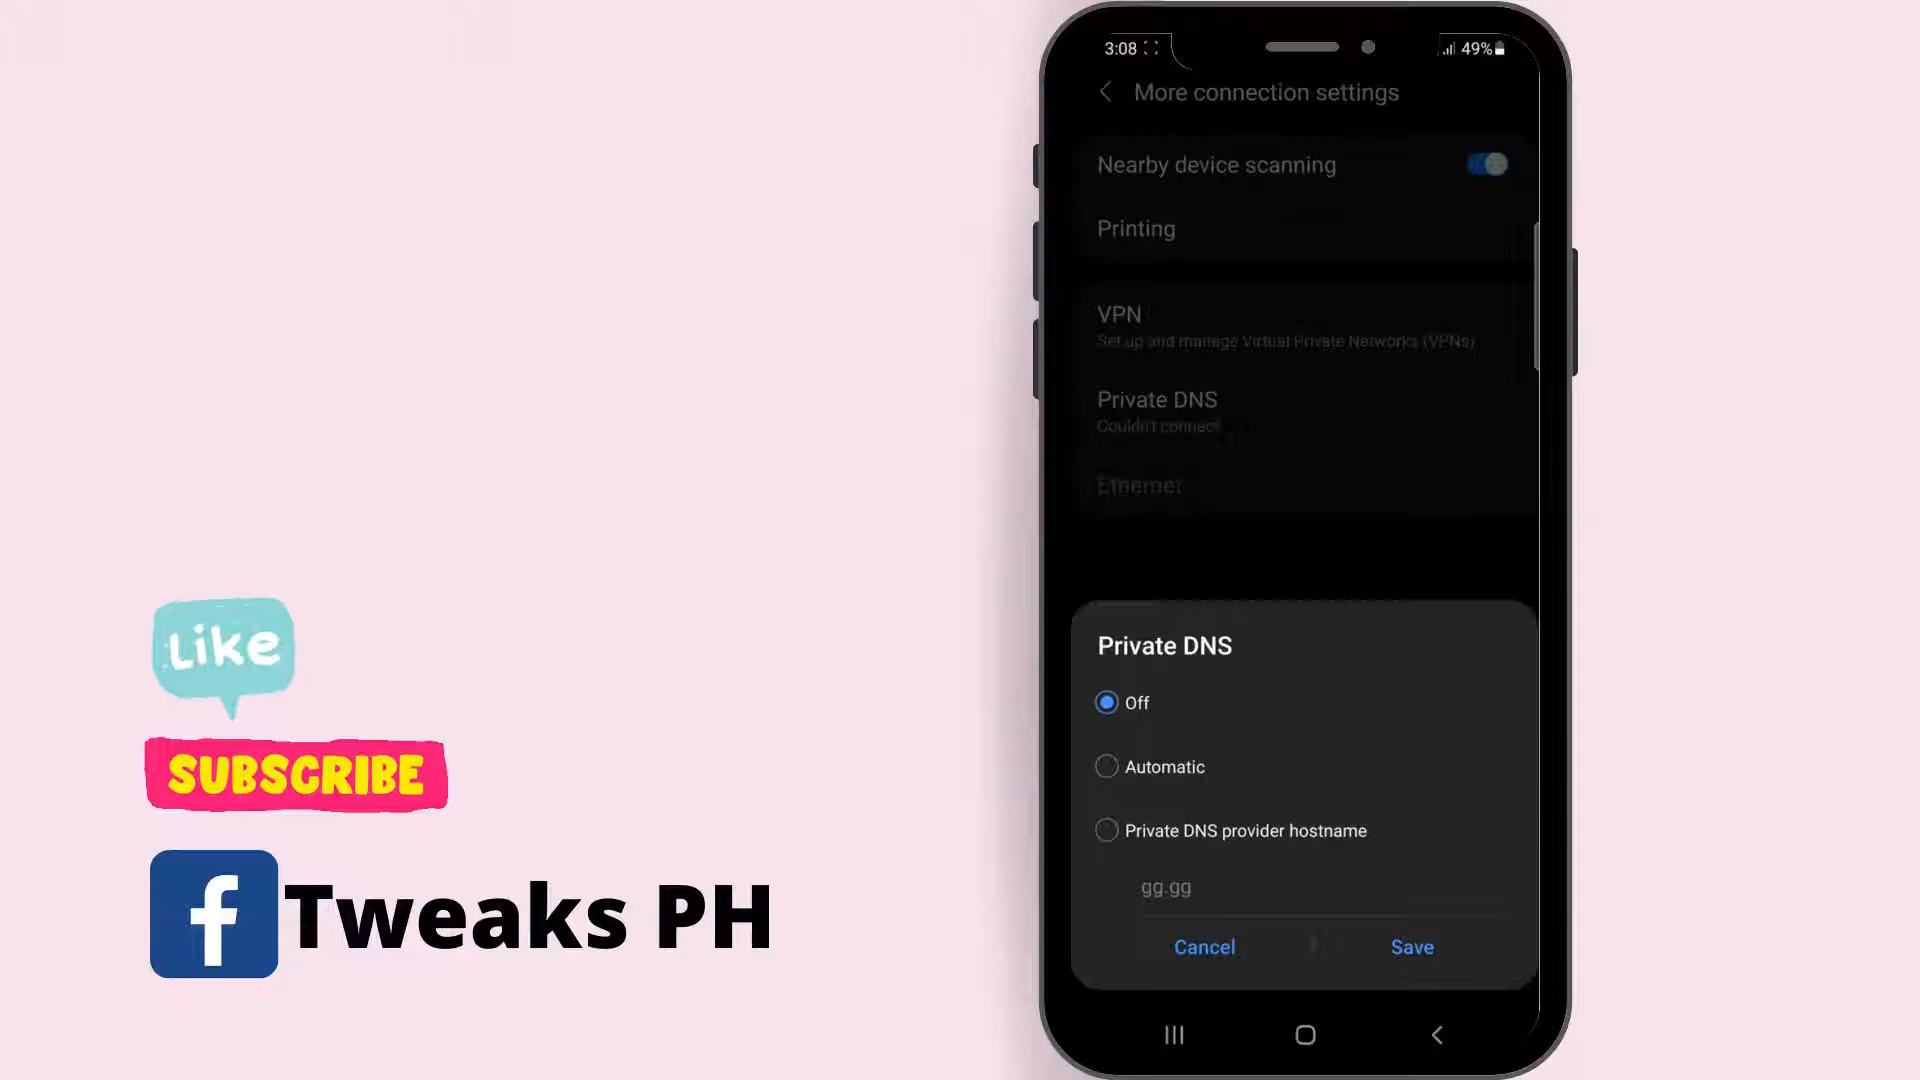 3:08
49%
More connection settings
Nearby device scanning
Printing
VPN
Set up and manage Virtual Private Networks (VPNs)
Private DNS
Couldn't connect
Ethernet
Private DNS
Off
Automatic
Private DNS provider hostname
gg.gg
Cancel
Save
Like
SUBSCRIBE
f Tweaks PH